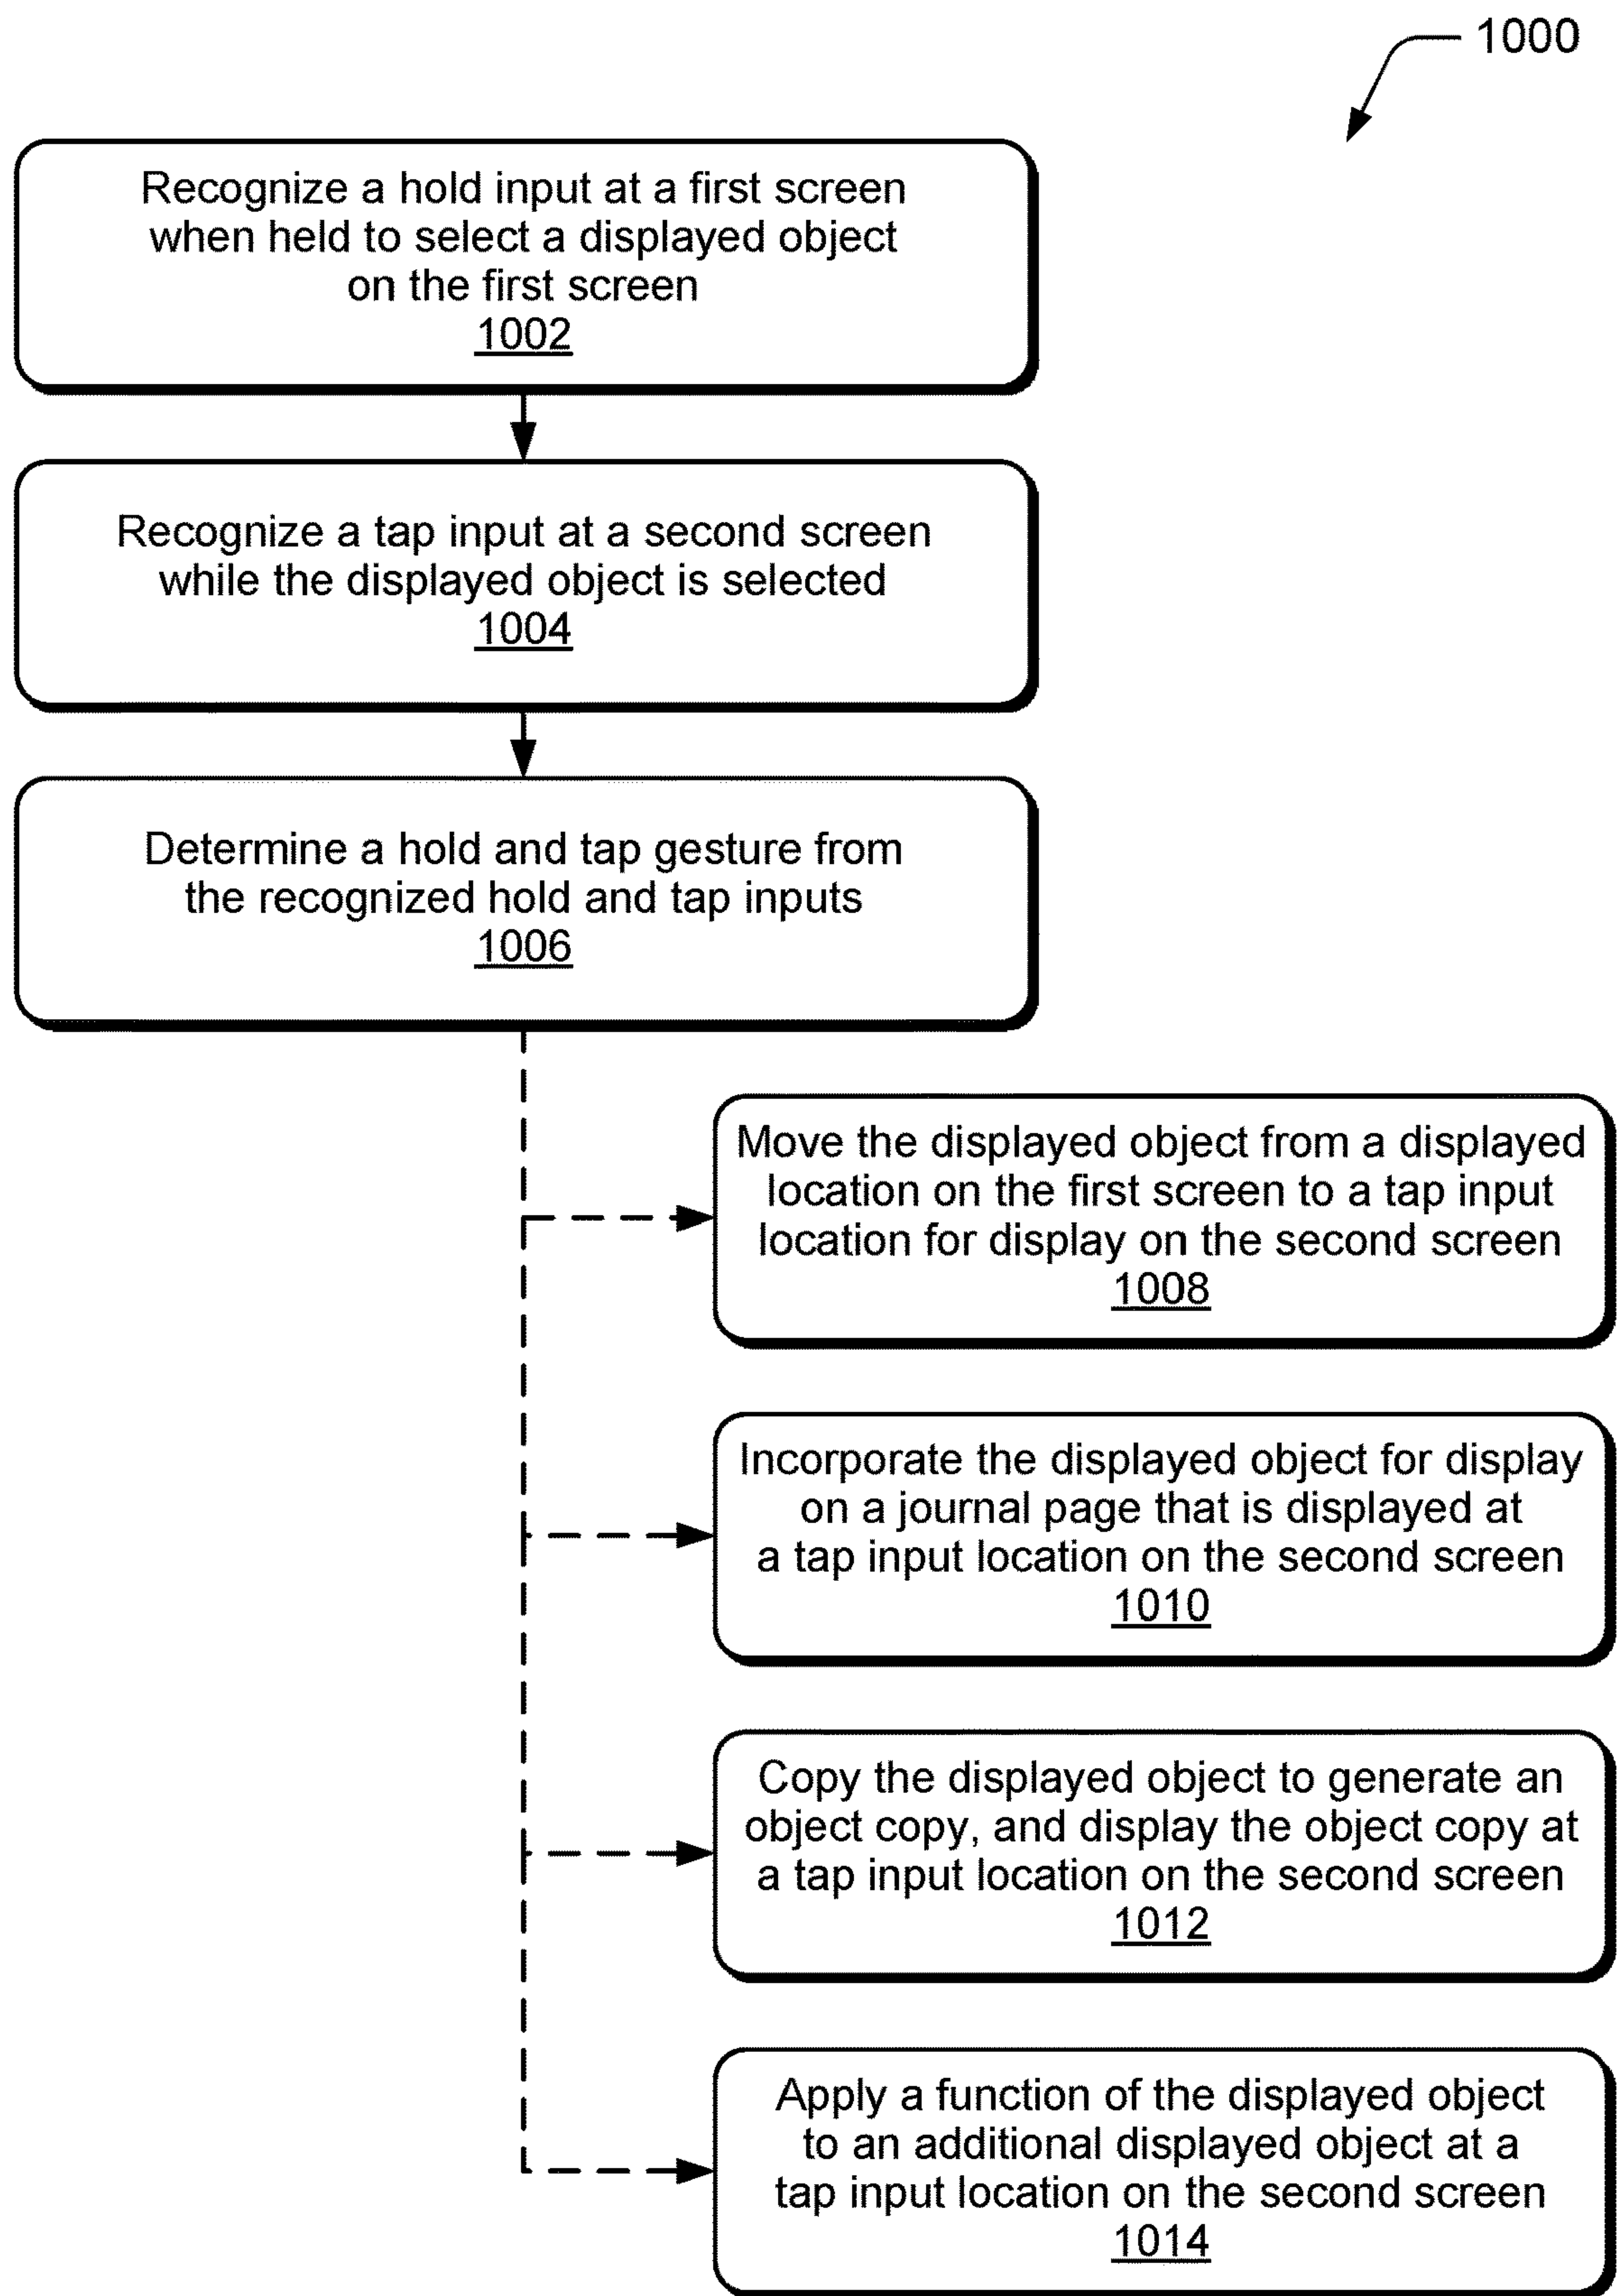 1000
Recognize a hold input at a first screen
when held to select a displayed object
on the first screen
1002
Recognize a tap input at a second screen
while the displayed object is selected
1004
Determine a hold and tap gesture from
the recognized hold and tap inputs
1006
Move the displayed object from a displayed
location on the first screen to a tap input
location for display on the second screen
1008
Incorporate the displayed object for display
on a journal page that is displayed at
a tap input location on the second screen
1010
Copy the displayed object to generate an
object copy, and display the object copy at
a tap input location on the second screen
1012
Apply a function of the displayed object
to an additional displayed object at a
tap input location on the second screen
1014